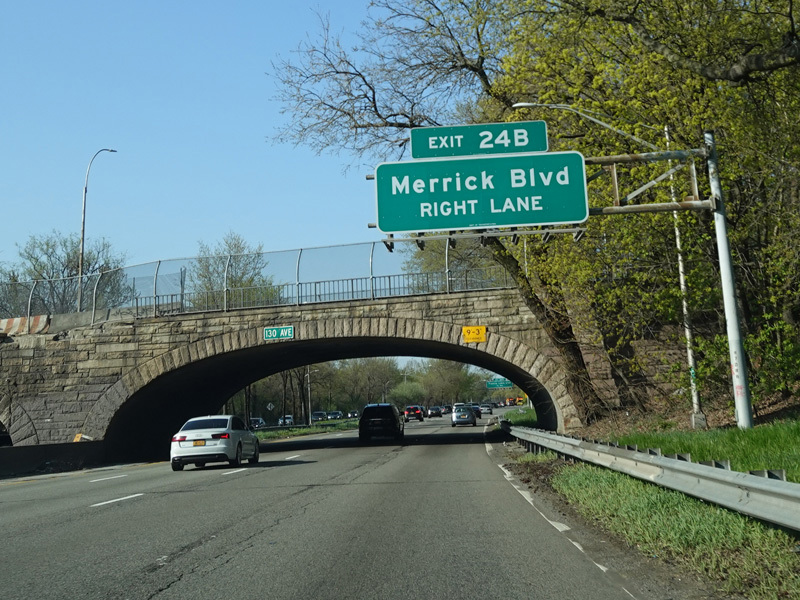 EXIT 24B
Merrick Blvd
RIGHT LANE
130 AVE
9-3